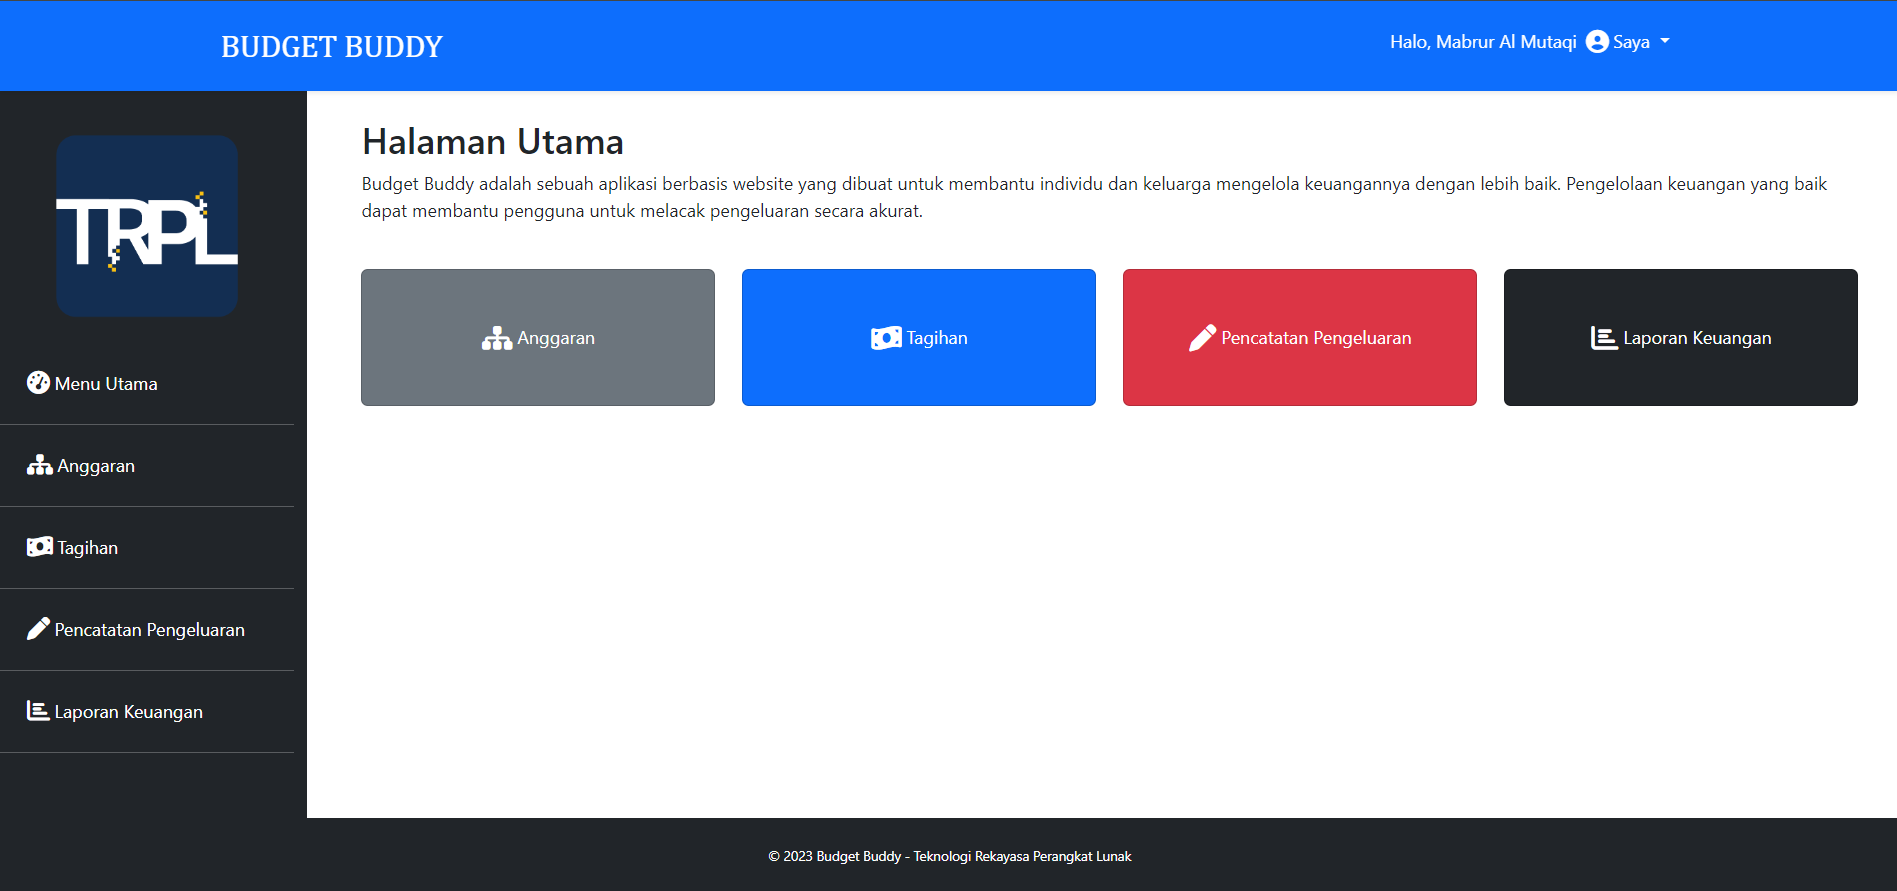 BUDGET BUDDY
Halo, Mabrur Al Mutaqi Saya
TRPL
Menu Utama
Anggaran
Tagihan
Pencatatan Pengeluaran
Laporan Keuangan
Halaman Utama
Budget Buddy adalah sebuah aplikasi berbasis website yang dibuat untuk membantu individu dan keluarga mengelola keuangannya dengan lebih baik. Pengelolaan keuangan yang baik
dapat membantu pengguna untuk melacak pengeluaran secara akurat.
Anggaran
Tagihan
Pencatatan Pengeluaran
Laporan Keuangan
© 2023 Budget Buddy - Teknologi Rekayasa Perangkat Lunak